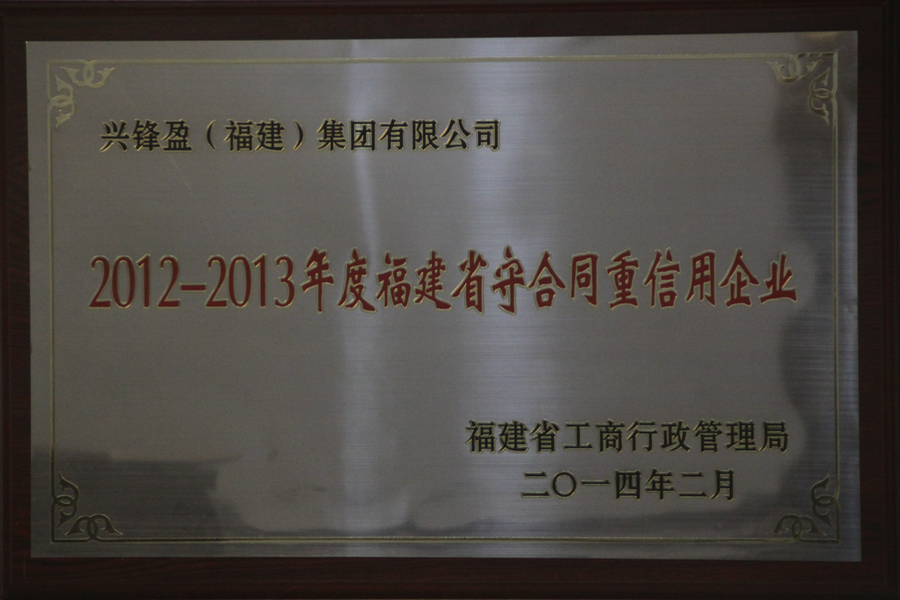 兴锋盈（福建）集团有限公司
2012-2013年度福建省守合同重信用企业
福建省工商行政管理局
二〇一四年二月